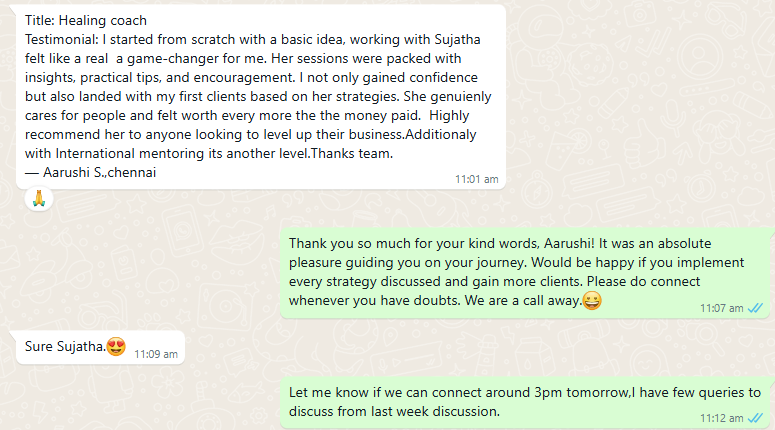 Title: Healing coach
Testimonial: I started from scratch with a basic idea, working with Sujatha
felt like a real  a game-changer for me. Her sessions were packed with
insights, practical tips, and encouragement. I not only gained confidence
but also landed with my first clients based on her strategies. She genuienly
cares for people and felt worth every more the the money paid.  Highly
recommend her to anyone looking to level up their business.Additionaly
with International mentoring its another level.Thanks team.
— Aarushi S.,chennai
11:01 am
Thank you so much for your kind words, Aarushi! It was an absolute
pleasure guiding you on your journey. Would be happy if you implement
every strategy discussed and gain more clients. Please do connect
whenever you have doubts. We are a call away.😀
11:07 am
Sure Sujatha.😍 11:09 am
Let me know if we can connect around 3pm tomorrow,I have few queries to
discuss from last week discussion.
11:12 am